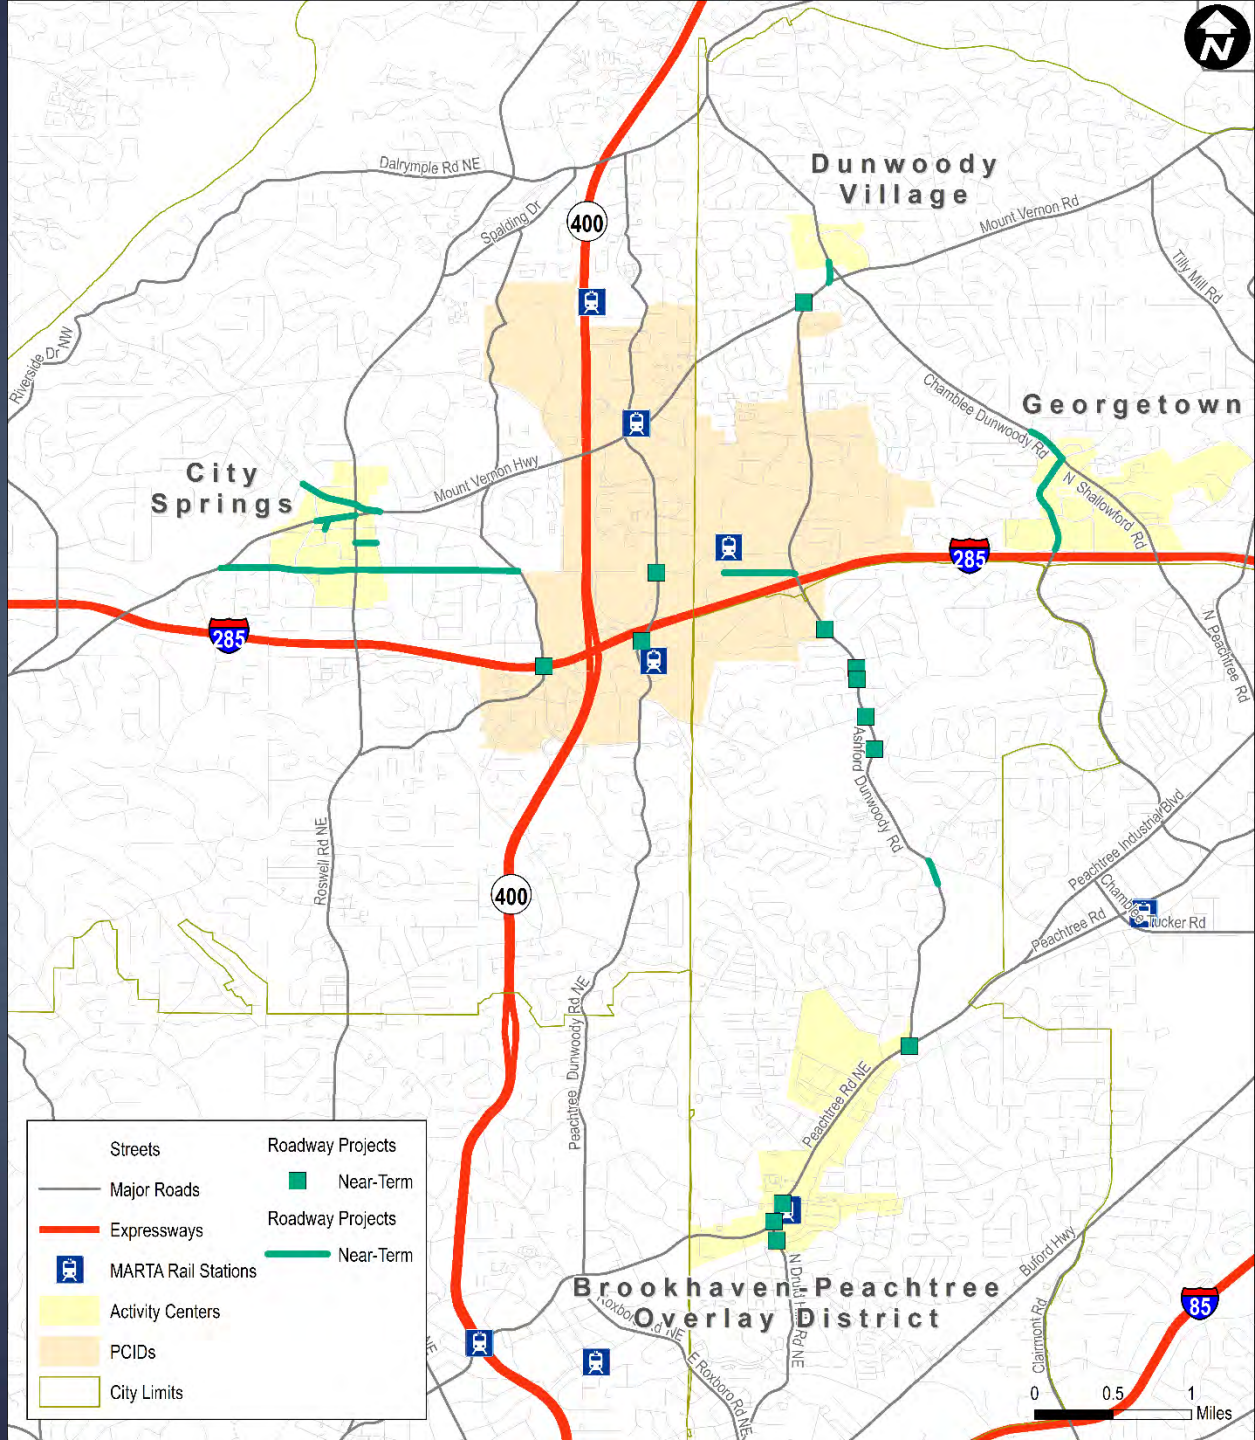 N
Dalrymple Rd NE
Spalding Dr
400
Dunwoody
Village
Mount Vernon Rd
Tilly Mill Rd
Riverside Dr NW
Chamblee Dunwoody Rd
Georgetown
City
Springs
Mount Vernon Hwy
N Shallowford Rd
285
285
N Peachtree Rd
Ashford Dunwoody Rd
Roswell Rd NE
400
Peachtree Industrial Blvd
Chamblee Tucker Rd
Peachtree Rd
Peachtree Dunwoody Rd NE
Peachtree Rd NE
Buford Hwy
Brookhaven-Peachtree
Overlay District
N Druid Hills Rd NE
Roxboro Rd NE
E Roxboro Rd NE
NE
Clairmont Rd
85
Streets
Major Roads
Expressways
MARTA Rail Stations
Activity Centers
PCIDs
City Limits
Roadway Projects
Near-Term
Roadway Projects
Near-Term
0 0.5 1
Miles